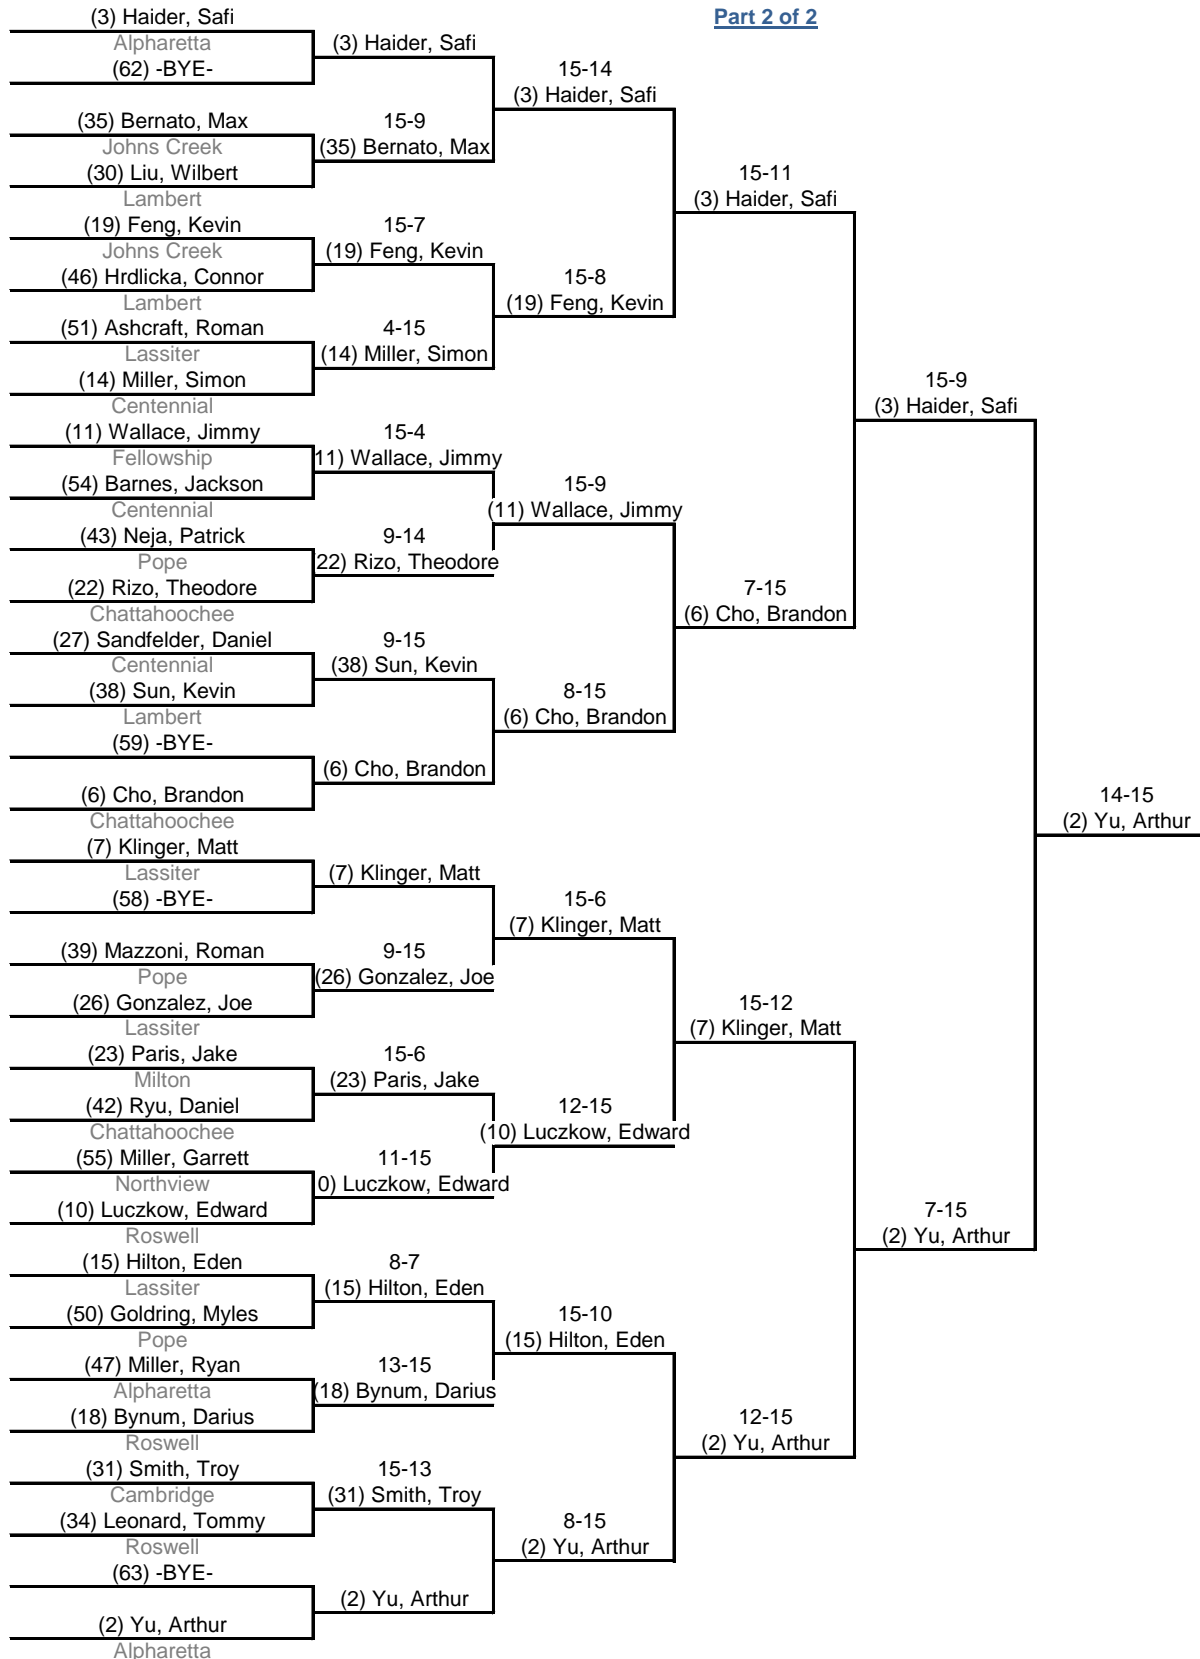 Part 2 of 2
(3) Haider, Safi
Alpharetta
(62) -BYE-
(35) Bernato, Max
Johns Creek
(30) Liu, Wilbert
Lambert
(19) Feng, Kevin
Johns Creek
(46) Hrdlicka, Connor
Lambert
(51) Ashcraft, Roman
Lassiter
(14) Miller, Simon
Centennial
(11) Wallace, Jimmy
Fellowship
(54) Barnes, Jackson
Centennial
(43) Neja, Patrick
Pope
(22) Rizo, Theodore
Chattahoochee
(27) Sandfelder, Daniel
Centennial
(38) Sun, Kevin
Lambert
(59) -BYE-
(6) Cho, Brandon
Chattahoochee
(7) Klinger, Matt
Lassiter
(58) -BYE-
(39) Mazzoni, Roman
Pope
(26) Gonzalez, Joe
Lassiter
(23) Paris, Jake
Milton
(42) Ryu, Daniel
Chattahoochee
(55) Miller, Garrett
Northview
(10) Luczkow, Edward
Roswell
(15) Hilton, Eden
Lassiter
(50) Goldring, Myles
Pope
(47) Miller, Ryan
Alpharetta
(18) Bynum, Darius
Roswell
(31) Smith, Troy
Cambridge
(34) Leonard, Tommy
Roswell
(63) -BYE-
(2) Yu, Arthur
Alpharetta
(3) Haider, Safi
15-9
(35) Bernato, Max
15-7
(19) Feng, Kevin
4-15
(14) Miller, Simon
15-4
11) Wallace, Jimmy
9-14
22) Rizo, Theodore
9-15
(38) Sun, Kevin
(6) Cho, Brandon
(7) Klinger, Matt
9-15
(26) Gonzalez, Joe
15-6
(23) Paris, Jake
11-15
0) Luczkow, Edward
8-7
(15) Hilton, Eden
13-15
(18) Bynum, Darius
15-13
(31) Smith, Troy
(2) Yu, Arthur
15-14
(3) Haider, Safi
15-8
(19) Feng, Kevin
15-9
(11) Wallace, Jimmy
8-15
(6) Cho, Brandon
15-6
(7) Klinger, Matt
12-15
(10) Luczkow, Edward
15-10
(15) Hilton, Eden
8-15
(2) Yu, Arthur
15-11
(3) Haider, Safi
7-15
(6) Cho, Brandon
15-12
(7) Klinger, Matt
12-15
(2) Yu, Arthur
15-9
(3) Haider, Safi
7-15
(2) Yu, Arthur
14-15
(2) Yu, Arthur